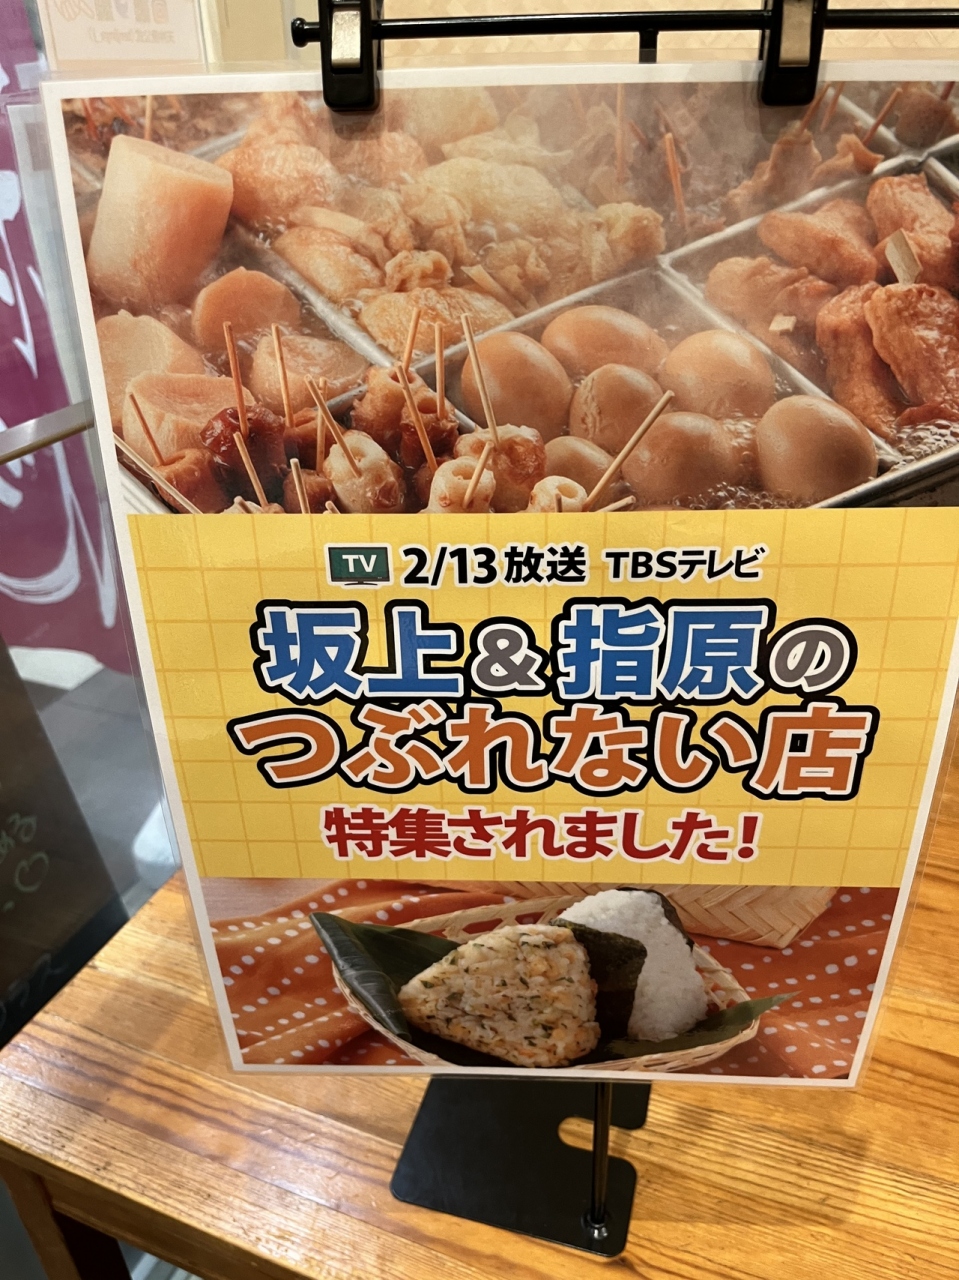 TV 2/13放送 TBSテレビ
坂上&指原の
つぶれない店
特集されました!